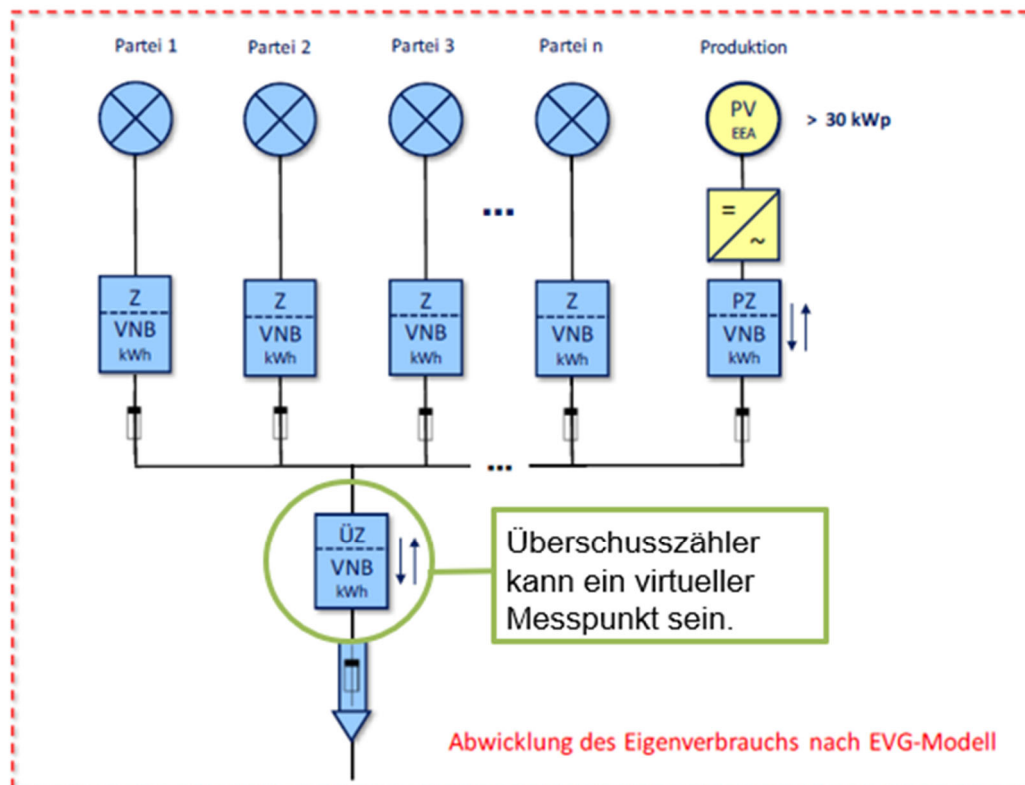 Partei 1
Partei 2
Partei 3
Partei n
Produktion
PV
EEA
> 30 kWp
...
=
~
Z
VNB
kWh
Z
VNB
kWh
Z
VNB
kWh
Z
VNB
kWh
PZ
VNB
kWh
...
ÜZ
VNB
kWh
Überschusszähler
kann ein virtueller
Messpunkt sein.
Abwicklung des Eigenverbrauchs nach EVG-Modell